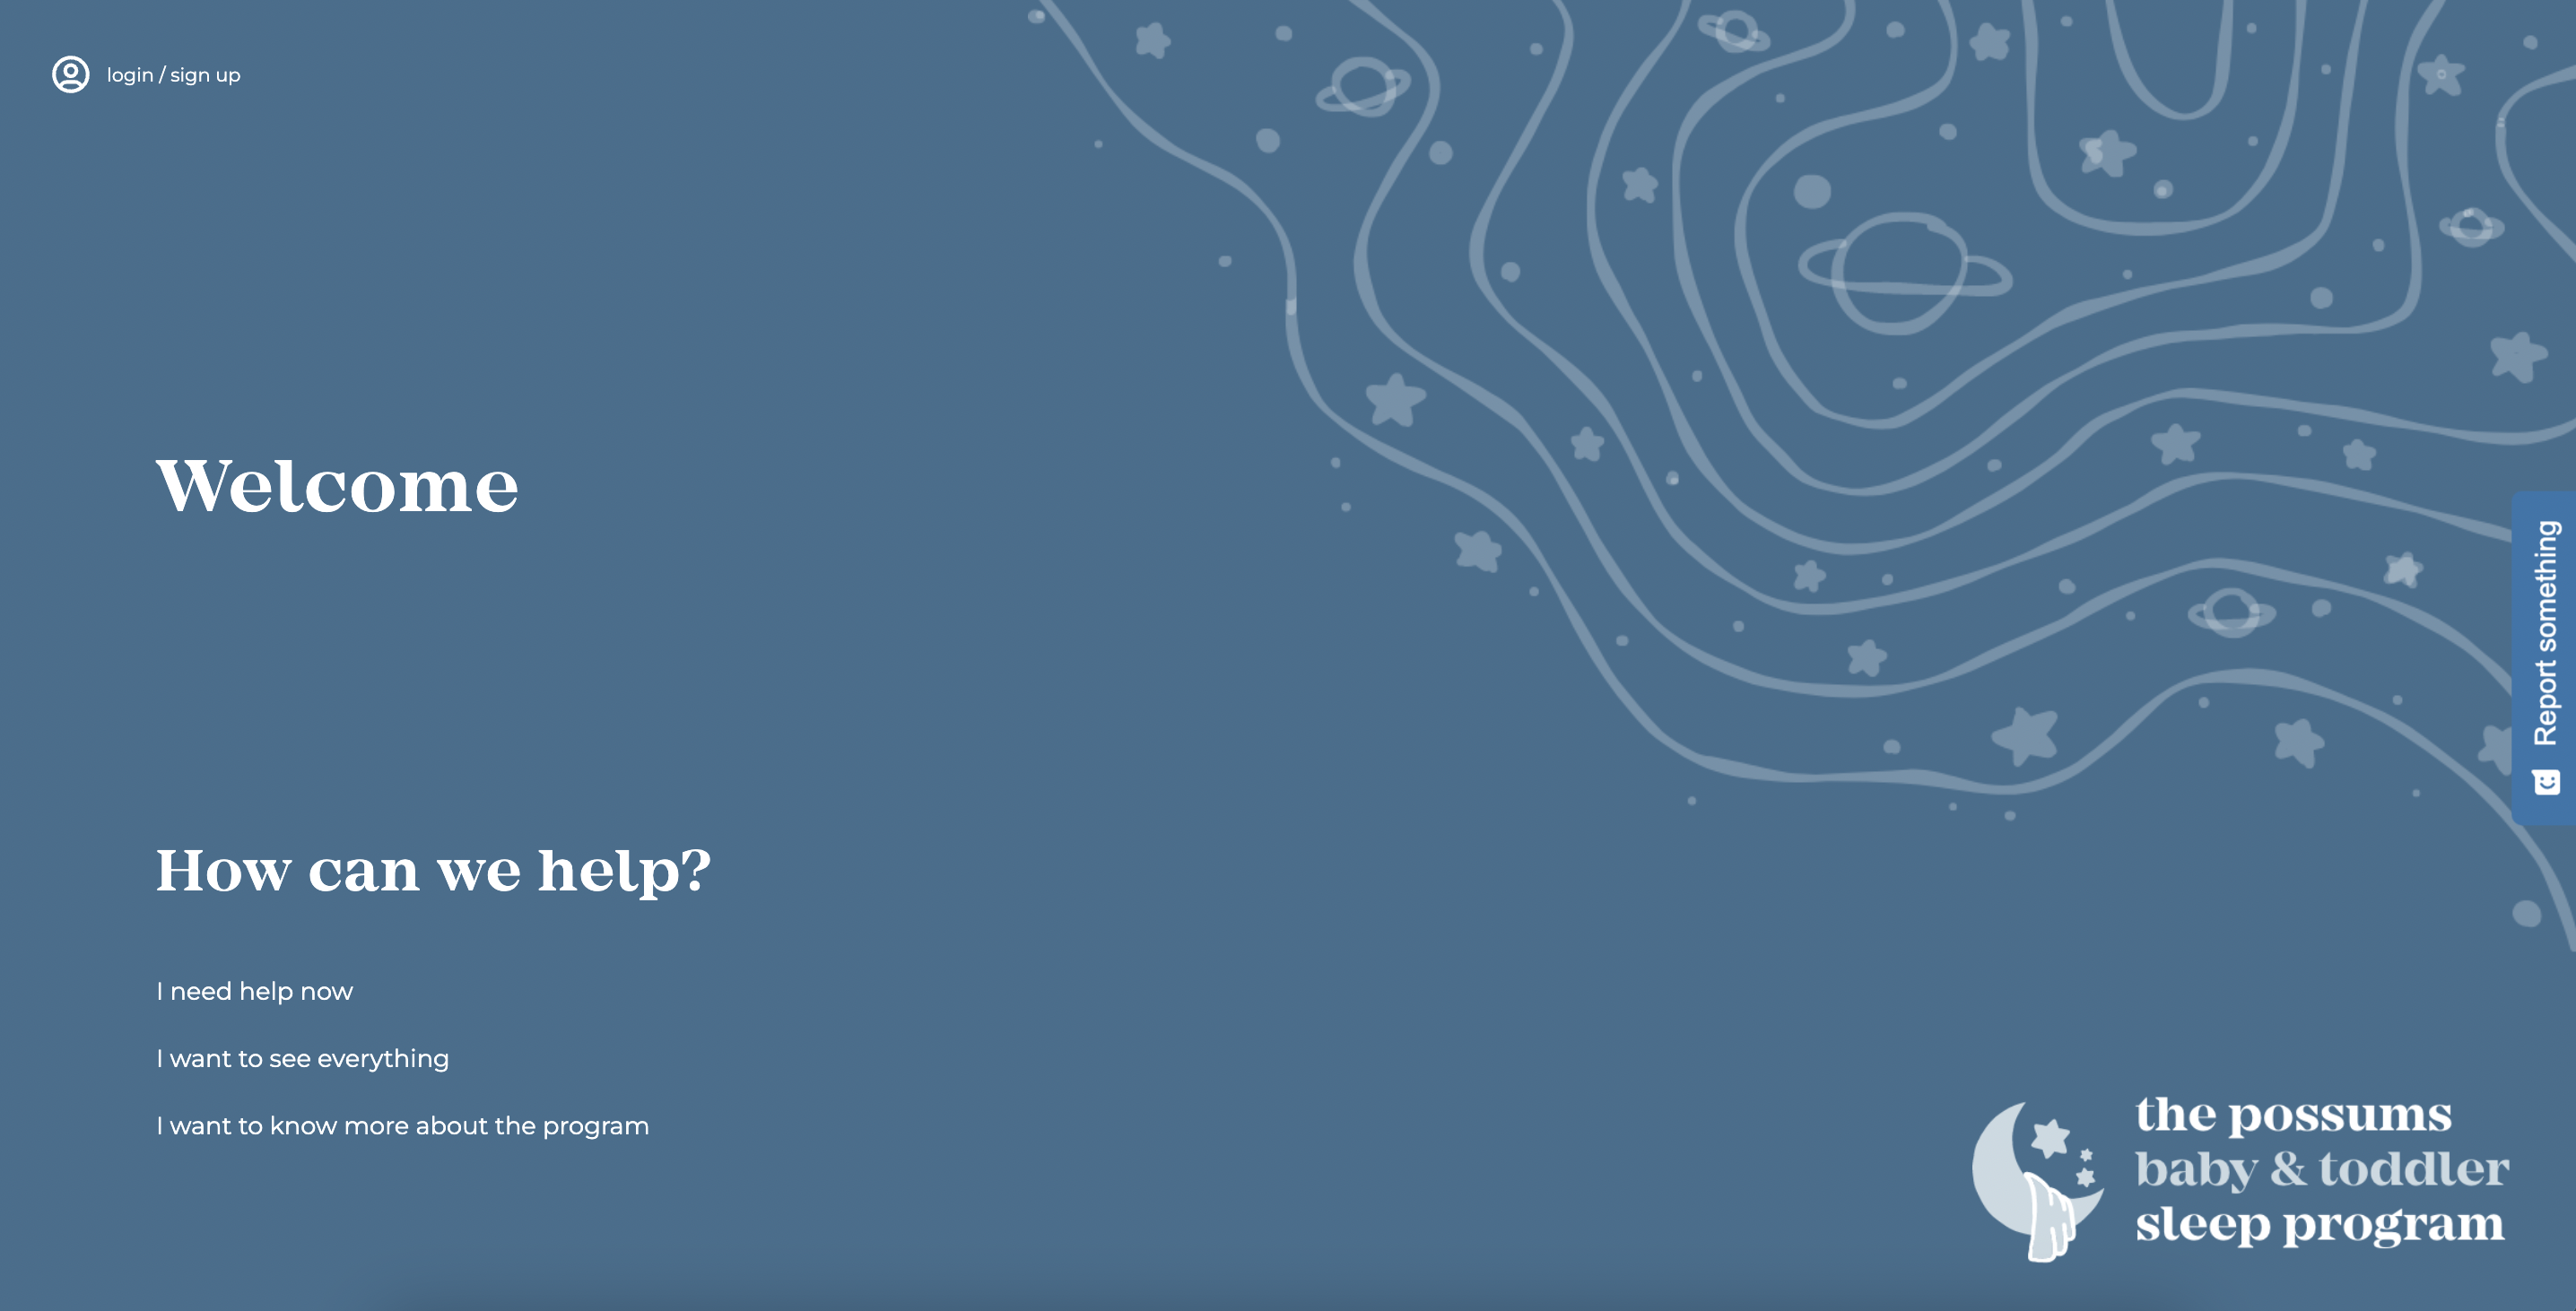 login / sign up
Welcome
Report something
How can we help?
I need help now
I want to see everything
I want to know more about the program
the possums
baby & toddler
sleep program